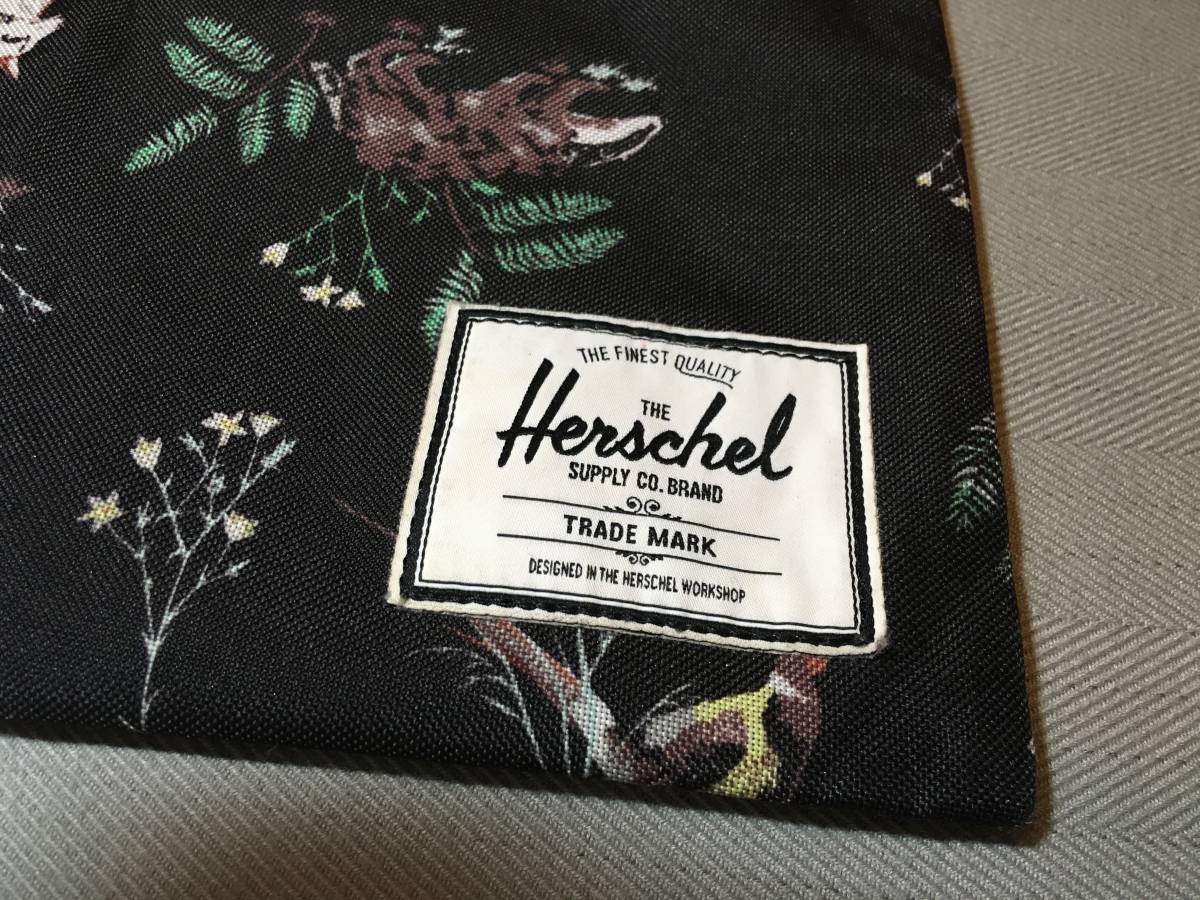 THE FINEST QUALITY
THE
Herschel
SUPPLY CO. BRAND
TRADE MARK
DESIGNED IN THE HERSCHEL WORKSHOP